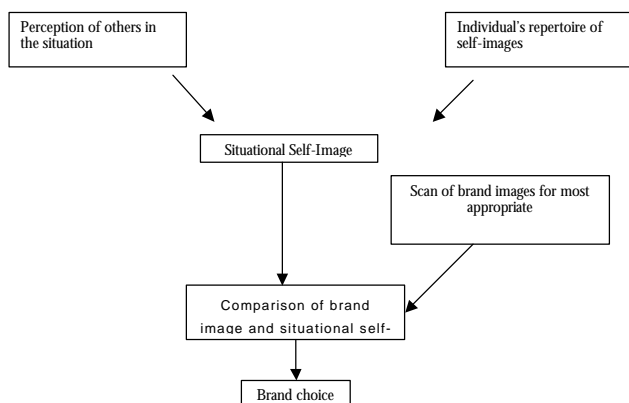 Perception of others in
the situation
Individual's repertoire of
self-images
Situational Self-Image
Scan of brand images for most
appropriate
Comparison of brand
image and situational self-
Brand choice